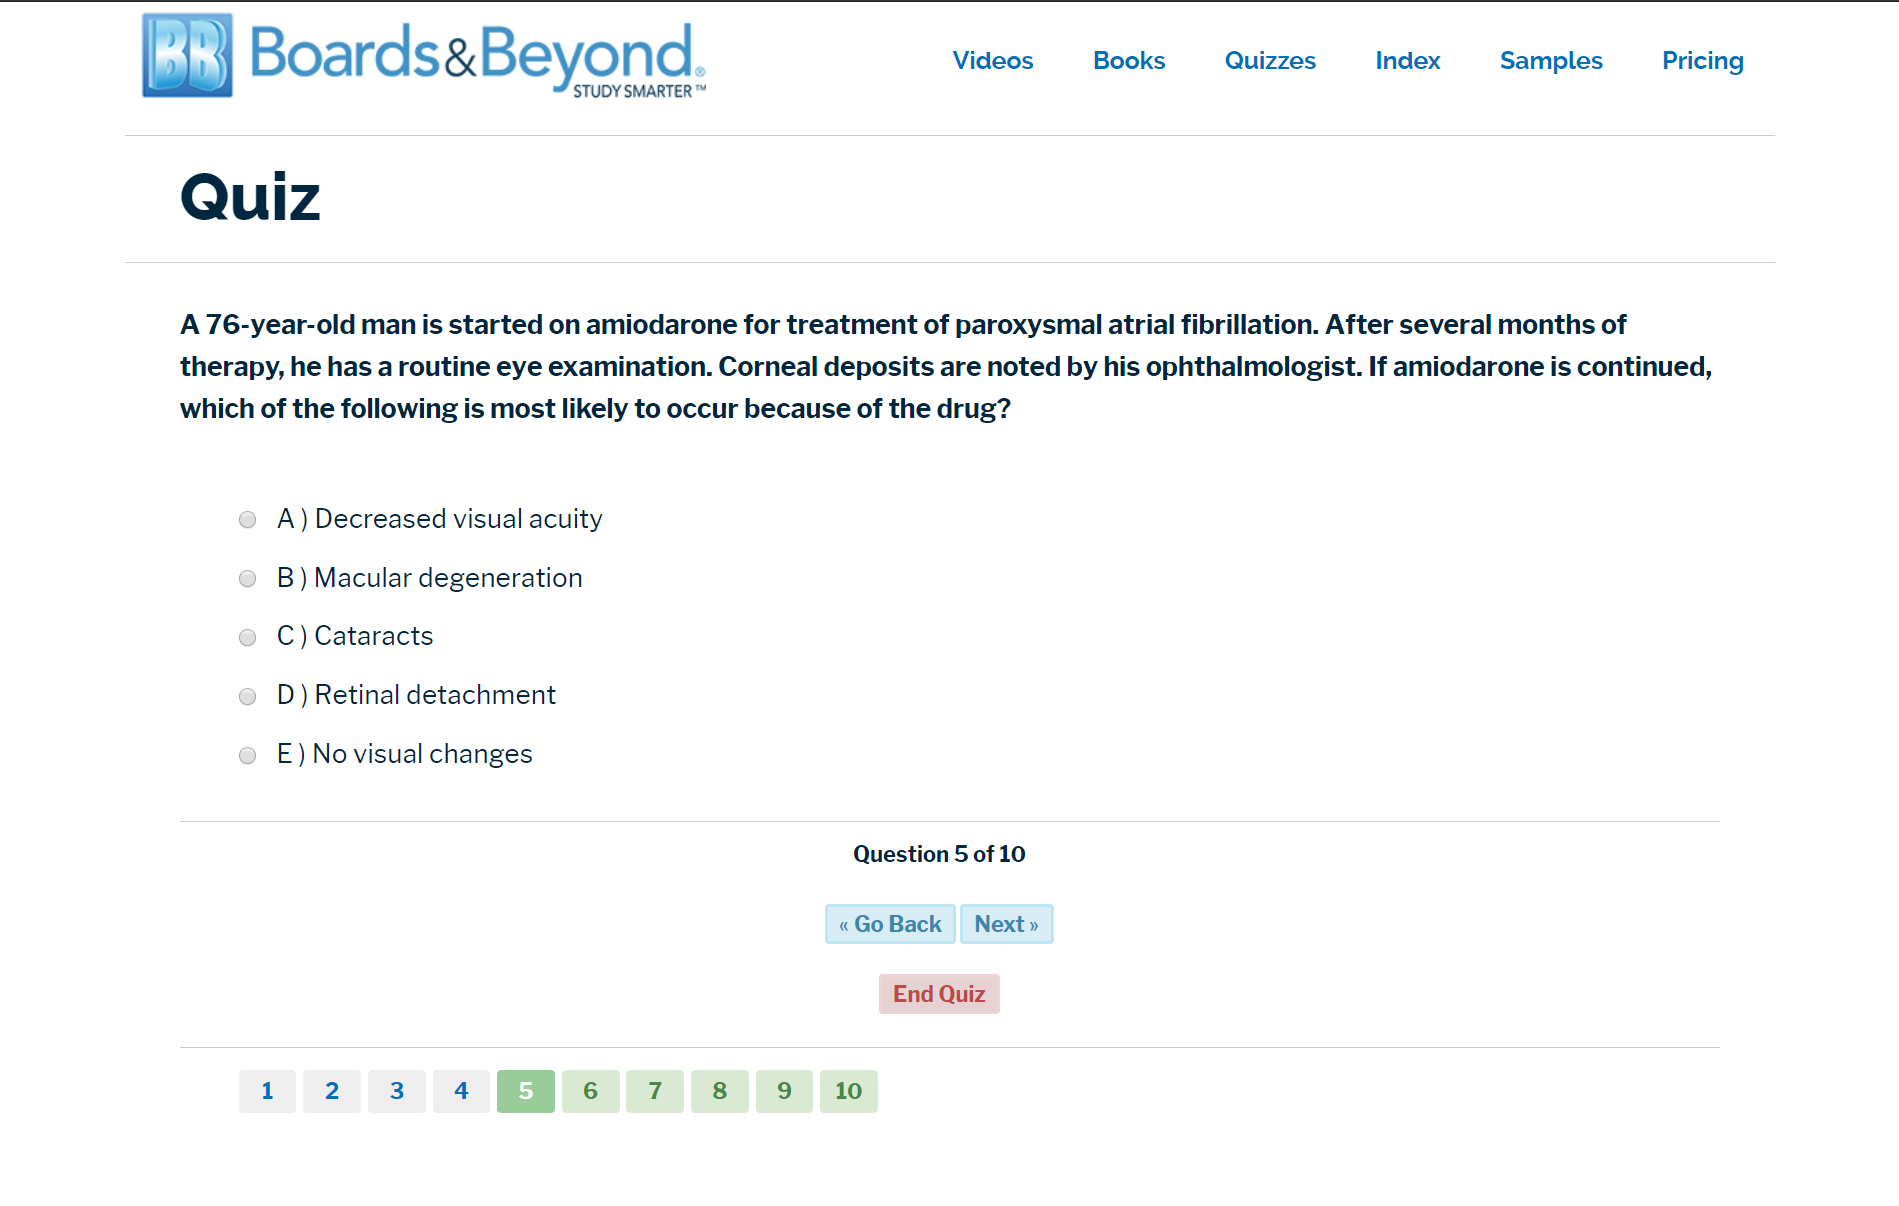 BB Boards&Beyond®
STUDY SMARTER™
Videos Books Quizzes Index Samples Pricing
Quiz
A 76-year-old man is started on amiodarone for treatment of paroxysmal atrial fibrillation. After several months of
therapy, he has a routine eye examination. Corneal deposits are noted by his ophthalmologist. If amiodarone is continued,
which of the following is most likely to occur because of the drug?
A ) Decreased visual acuity
B ) Macular degeneration
C ) Cataracts
D ) Retinal detachment
E ) No visual changes
Question 5 of 10
« Go Back Next »
End Quiz
1 2 3 4 5 6 7 8 9 10